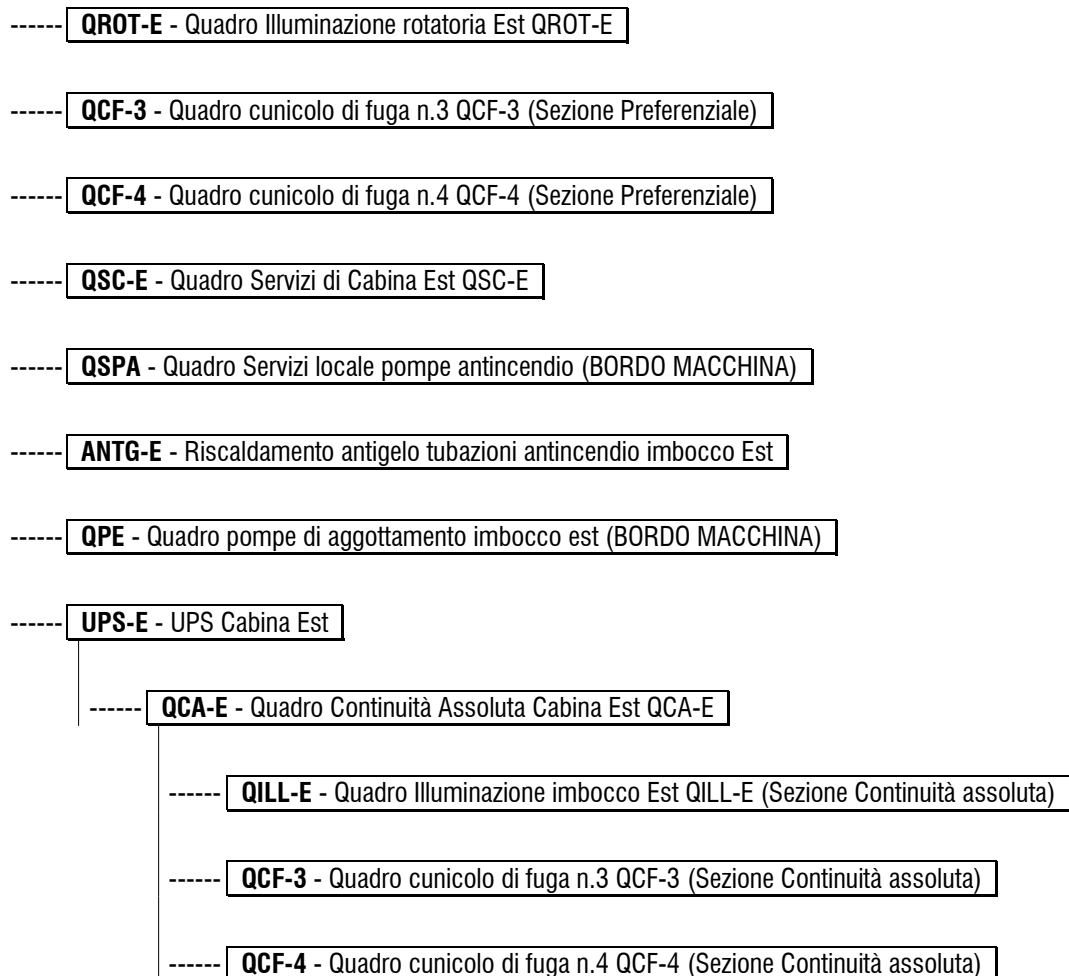 ------ QROT-E - Quadro Illuminazione rotatoria Est QROT-E
------ QCF-3 - Quadro cunicolo di fuga n.3 QCF-3 (Sezione Preferenziale)
------ QCF-4 - Quadro cunicolo di fuga n.4 QCF-4 (Sezione Preferenziale)
------ QSC-E - Quadro Servizi di Cabina Est QSC-E
------ QSPA - Quadro Servizi locale pompe antincendio (BORDO MACCHINA)
------ ANTG-E - Riscaldamento antigelo tubazioni antincendio imbocco Est
------ QPE - Quadro pompe di aggottamento imbocco est (BORDO MACCHINA)
------ UPS-E - UPS Cabina Est
------ QCA-E - Quadro Continuità Assoluta Cabina Est QCA-E
------ QILL-E - Quadro Illuminazione imbocco Est QILL-E (Sezione Continuità assoluta)
------ QCF-3 - Quadro cunicolo di fuga n.3 QCF-3 (Sezione Continuità assoluta)
------ QCF-4 - Quadro cunicolo di fuga n.4 QCF-4 (Sezione Continuità assoluta)